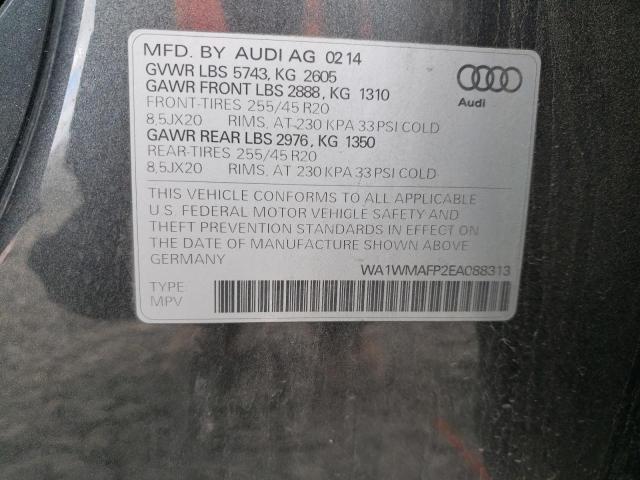 MFD. BY AUDI AG 02 14
GVWR LBS 5743, KG 2605
GAWR FRONT LBS 2888, KG 1310
FRONT-TIRES 255/45 R20
8,5JX20 RIMS, AT 230 KPA 33 PSI COLD
GAWR REAR LBS 2976, KG 1350
REAR-TIRES 255/45 R20
8,5JX20 RIMS, AT 230 KPA 33 PSI COLD
Audi
THIS VEHICLE CONFORMS TO ALL APPLICABLE
U.S. FEDERAL MOTOR VEHICLE SAFETY AND
THEFT PREVENTION STANDARDS IN EFFECT ON
THE DATE OF MANUFACTURE SHOWN ABOVE
GERMANY
WA1WMAFP2EA088313
TYPE
MPV